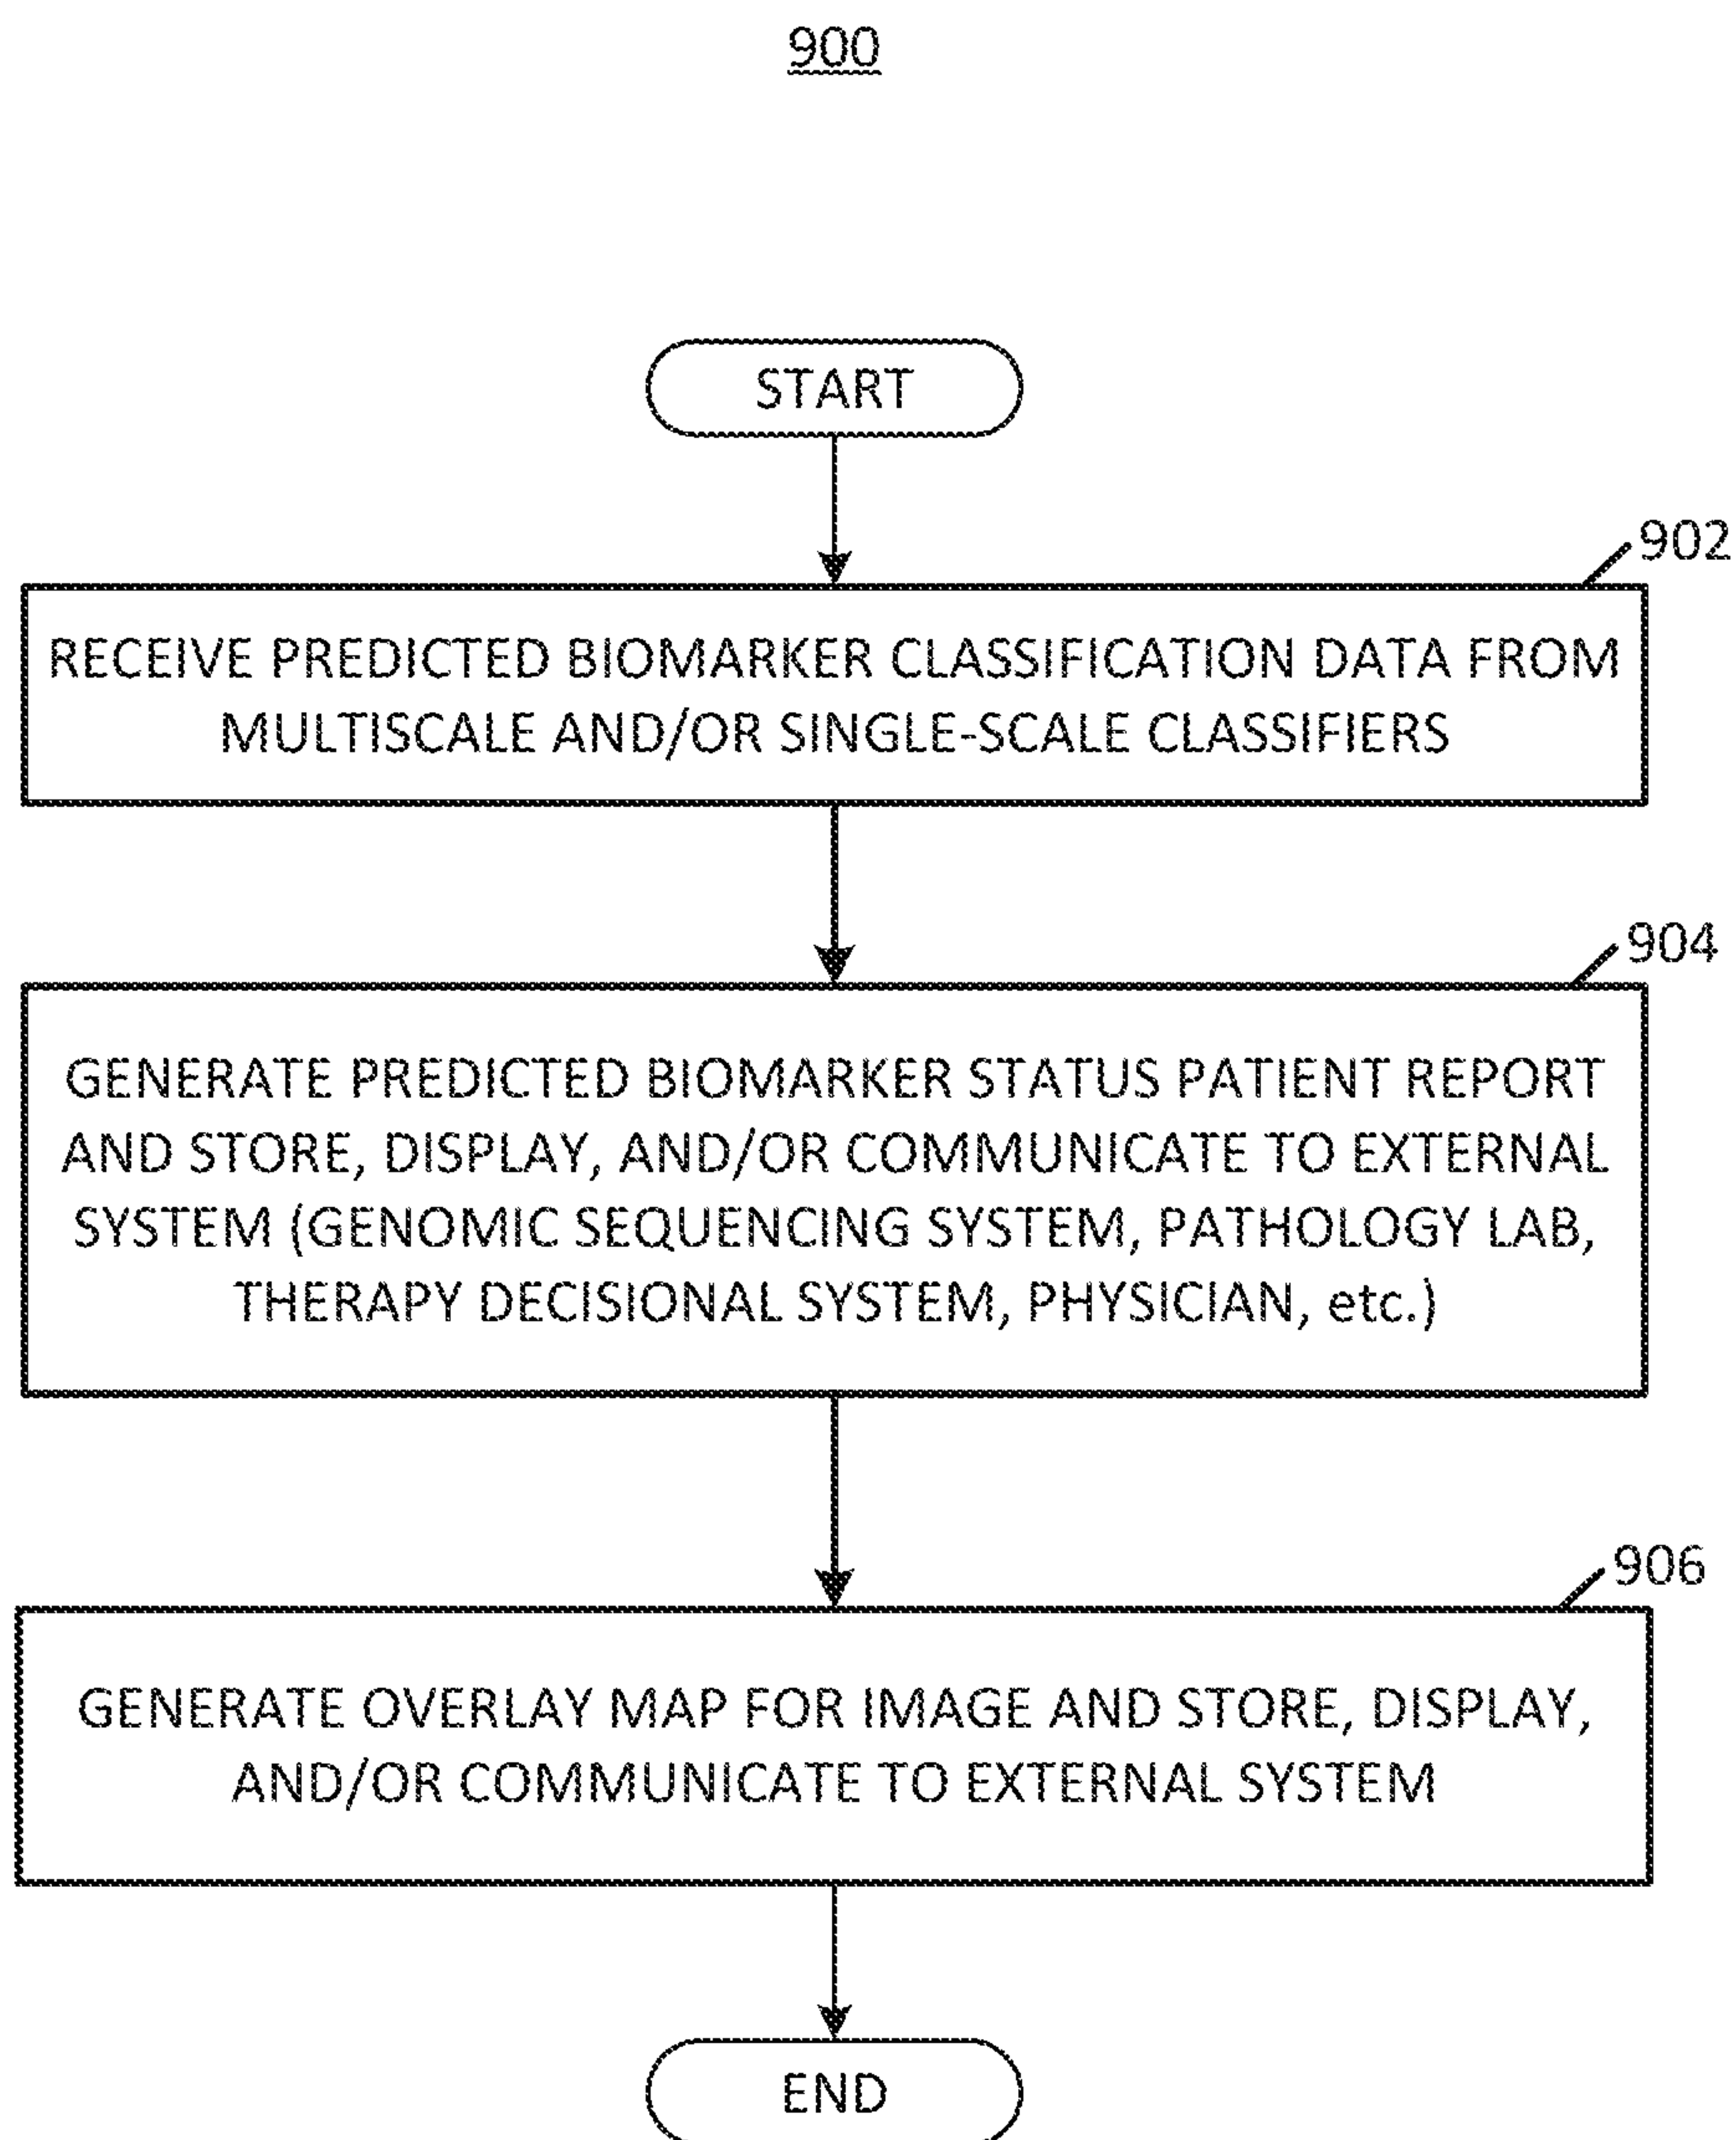 900
START
902
RECEIVE PREDICTED BIOMARKER CLASSIFICATION DATA FROM
MULTISCALE AND/OR SINGLE-SCALE CLASSIFIERS
904
GENERATE PREDICTED BIOMARKER STATUS PATIENT REPORT
AND STORE, DISPLAY, AND/OR COMMUNICATE TO EXTERNAL
SYSTEM (GENOMIC SEQUENCING SYSTEM, PATHOLOGY LAB,
THERAPY DECISIONAL SYSTEM, PHYSICIAN, etc.)
906
GENERATE OVERLAY MAP FOR IMAGE AND STORE, DISPLAY,
AND/OR COMMUNICATE TO EXTERNAL SYSTEM
END